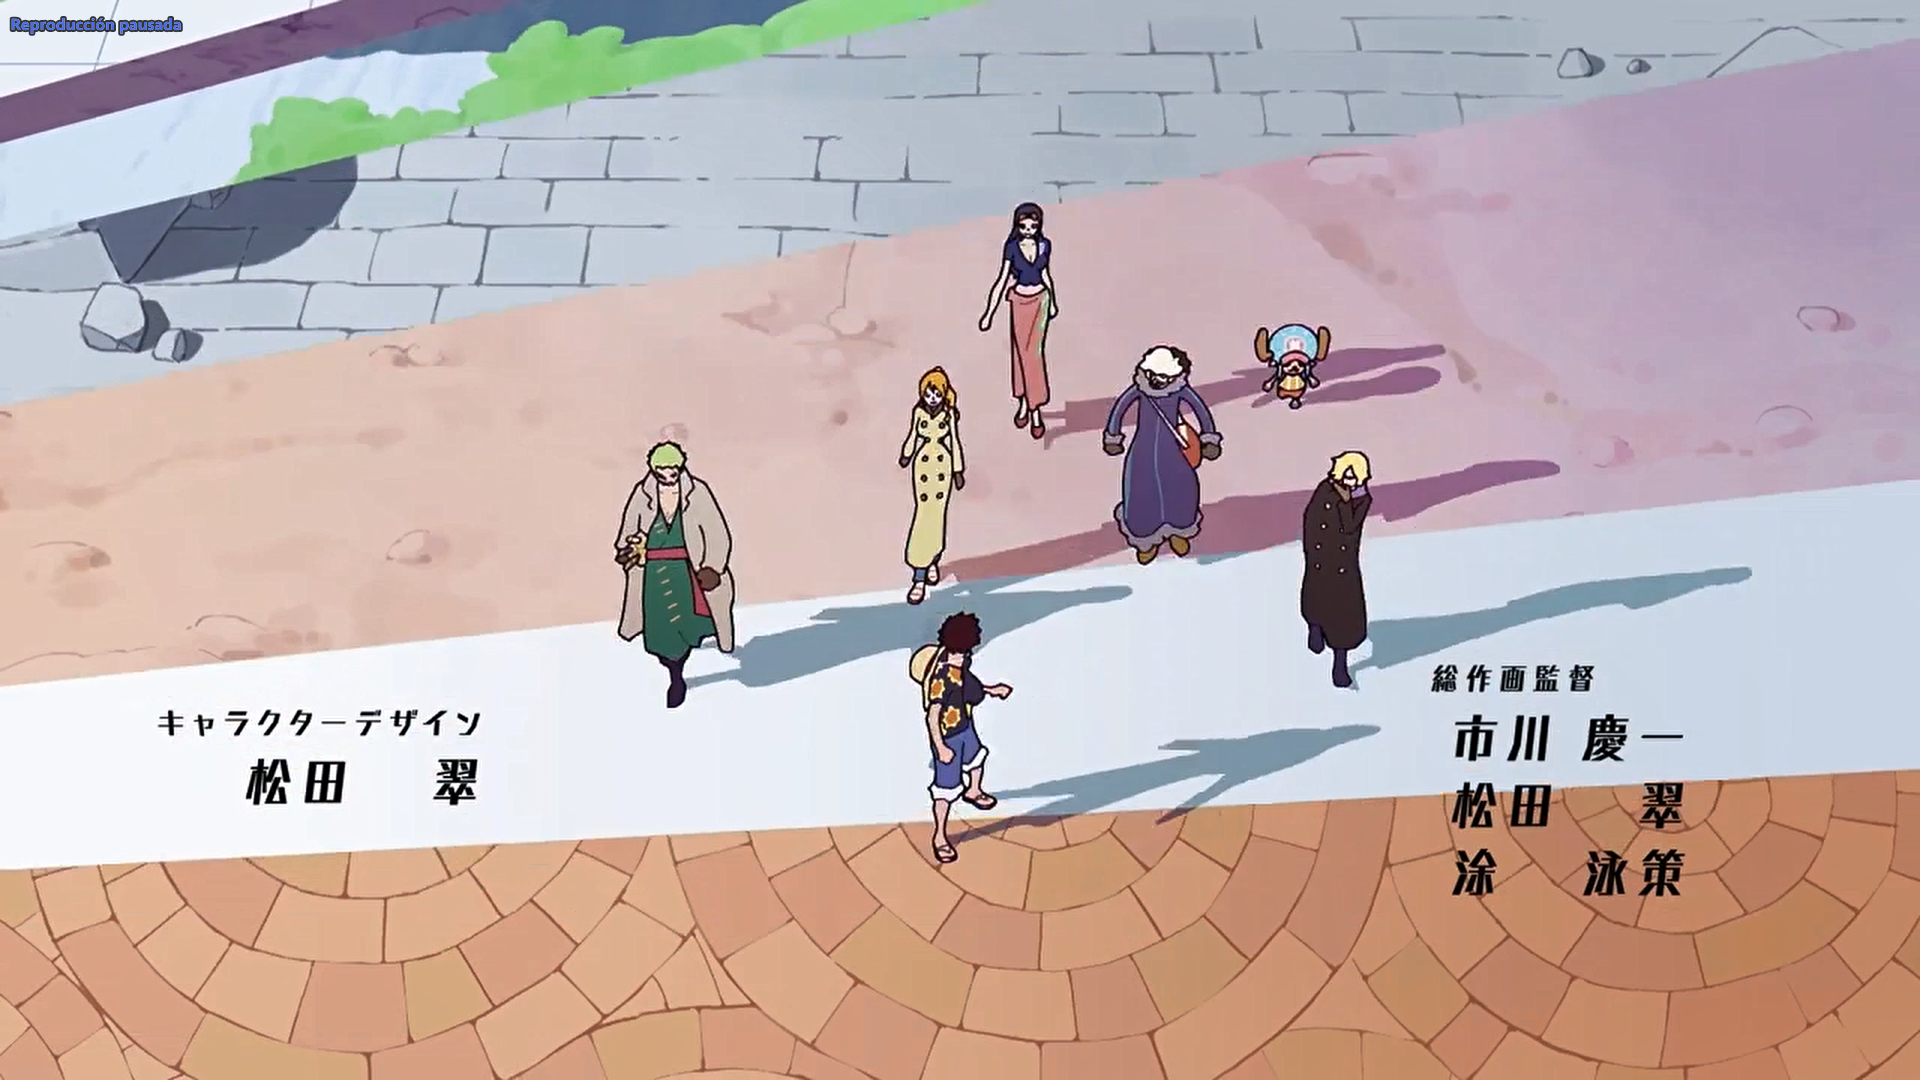 Reproducción pausada
キャラクターデザイン
松田 翠
総作画監督
市川 慶一
松田 翠
涂 泳策